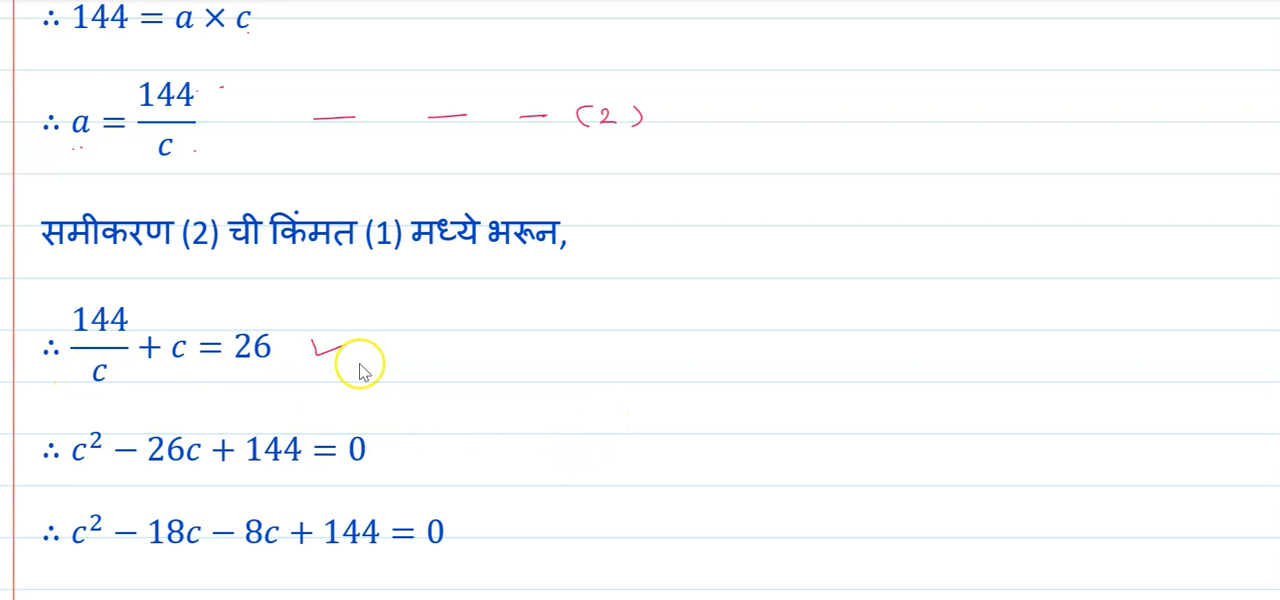 ∴ 144 = a × c
∴ a = 144/c — — — (2)
समीकरण (2) ची किंमत (1) मध्ये भरून,
∴ 144/c + c = 26 ✓
∴ c² − 26c + 144 = 0
∴ c² − 18c − 8c + 144 = 0